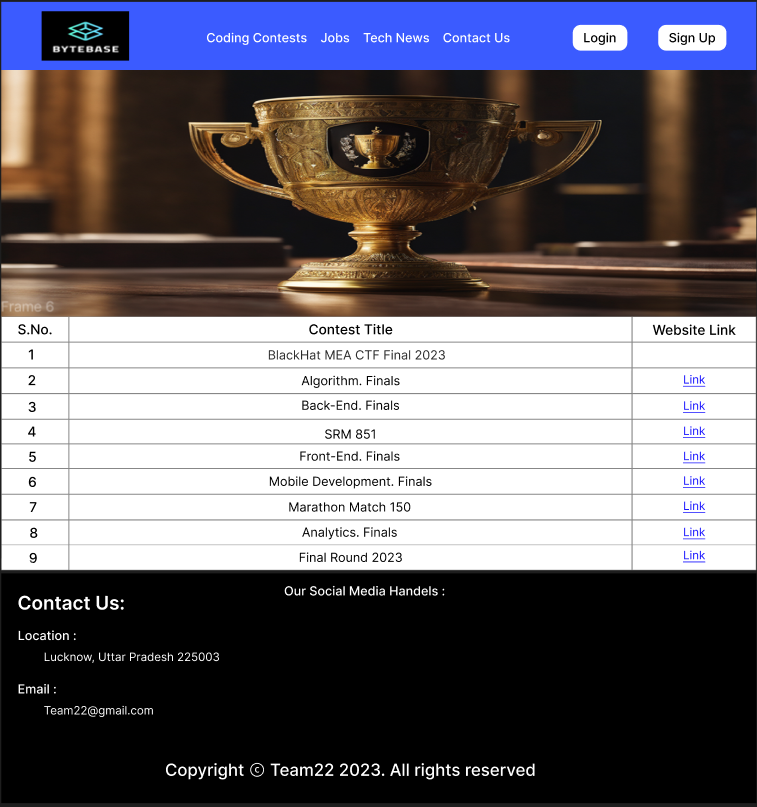 BYTEBASE
Coding Contests Jobs Tech News Contact Us Login Sign Up
Frame 6
S.No. Contest Title Website Link
1 BlackHat MEA CTF Final 2023
2 Algorithm. Finals Link
3 Back-End. Finals Link
4 SRM 851 Link
5 Front-End. Finals Link
6 Mobile Development. Finals Link
7 Marathon Match 150 Link
8 Analytics. Finals Link
9 Final Round 2023 Link
Our Social Media Handels :
Contact Us:
Location :
Lucknow, Uttar Pradesh 225003
Email :
Team22@gmail.com
Copyright © Team22 2023. All rights reserved